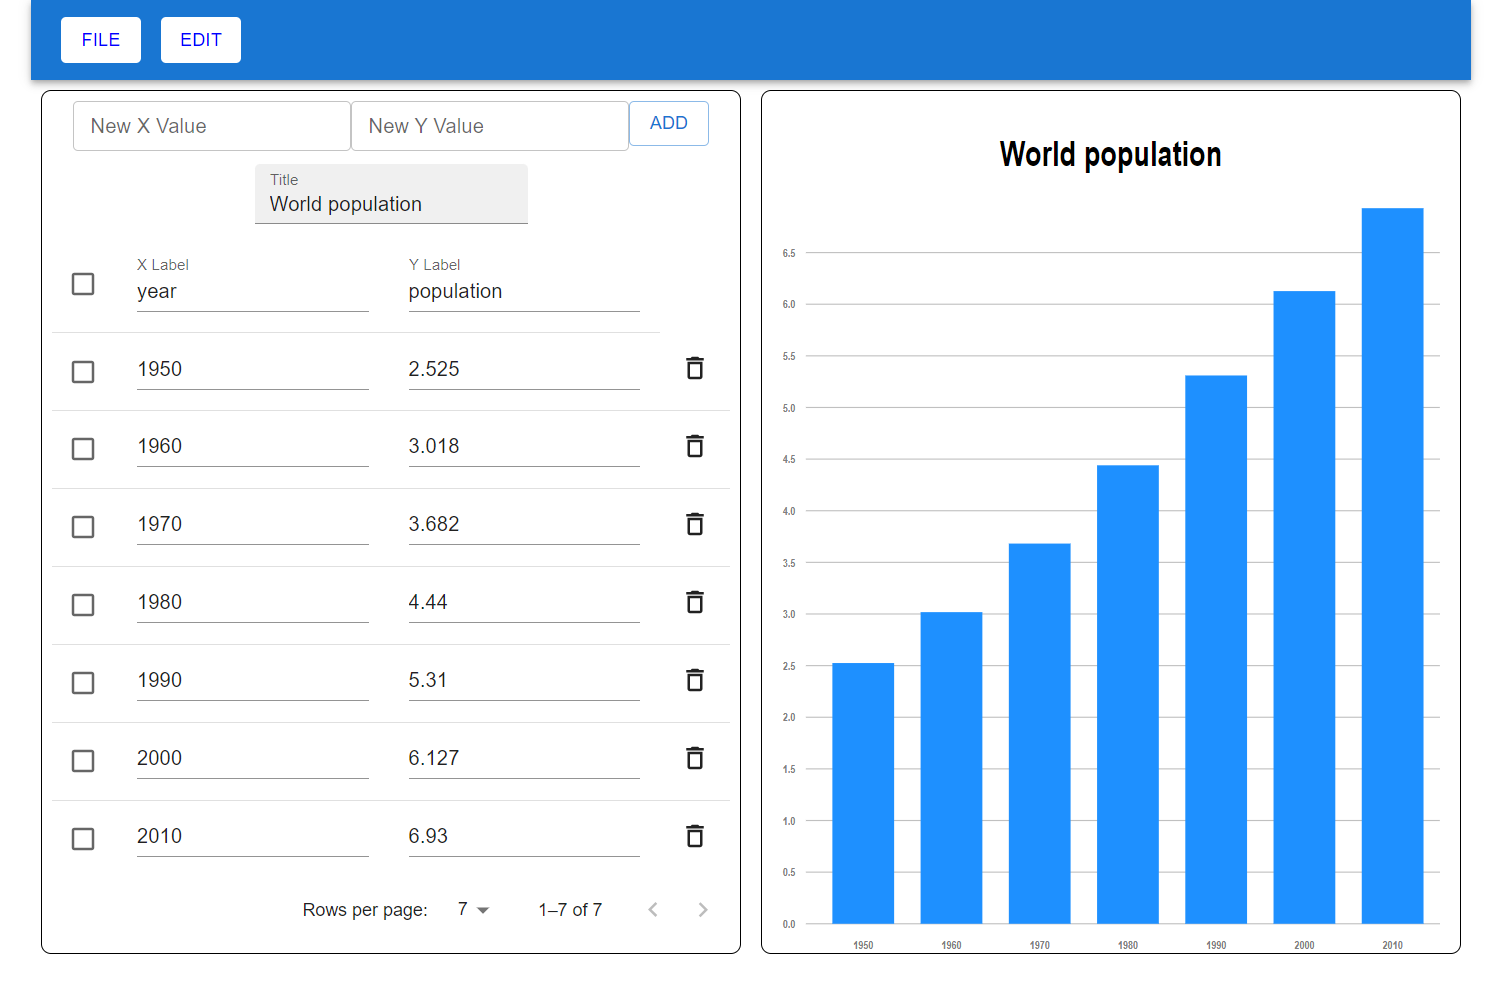 FILE EDIT
New X Value New Y Value ADD
Title
World population
X Label Y Label
year population
1950 2.525
1960 3.018
1970 3.682
1980 4.44
1990 5.31
2000 6.127
2010 6.93
Rows per page: 7 1–7 of 7
World population
6.5
6.0
5.5
5.0
4.5
4.0
3.5
3.0
2.5
2.0
1.5
1.0
0.5
0.0
1950 1960 1970 1980 1990 2000 2010